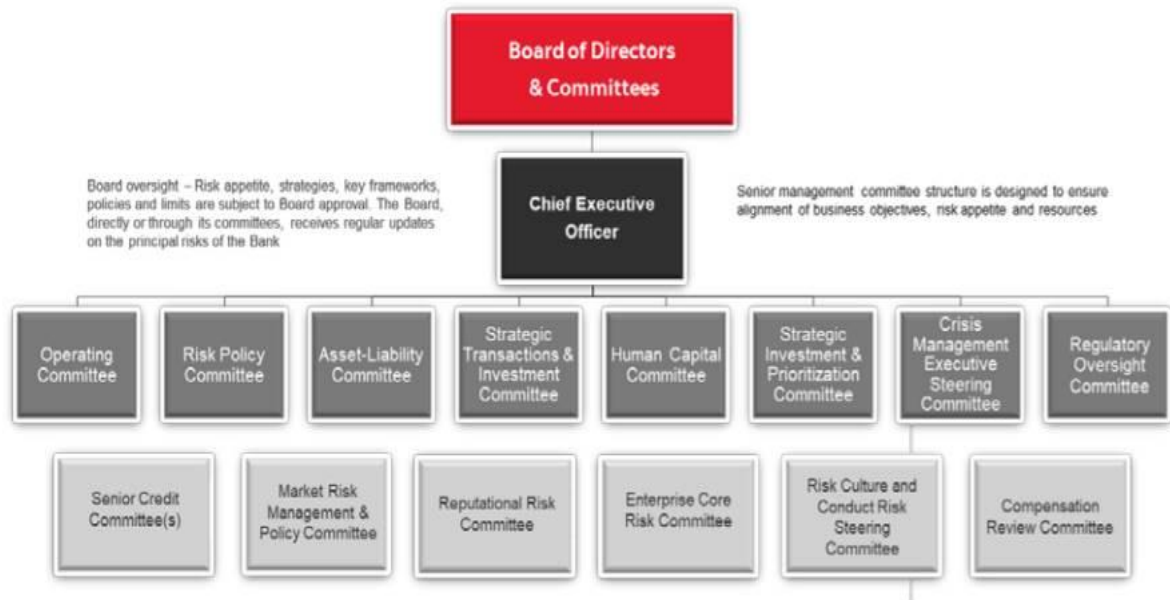 Board of Directors
& Committees
Board oversight – Risk appetite, strategies, key frameworks,
policies and limits are subject to Board approval. The Board,
directly or through its committees, receives regular updates
on the principal risks of the Bank
Chief Executive
Officer
Senior management committee structure is designed to ensure
alignment of business objectives, risk appetite and resources
Operating
Committee
Risk Policy
Committee
Asset-Liability
Committee
Strategic
Transactions &
Investment
Committee
Human Capital
Committee
Strategic
Investment &
Prioritization
Committee
Crisis
Management
Executive
Steering
Committee
Regulatory
Oversight
Committee
Senior Credit
Committee(s)
Market Risk
Management &
Policy Committee
Reputational Risk
Committee
Enterprise Core
Risk Committee
Risk Culture and
Conduct Risk
Steering
Committee
Compensation
Review Committee